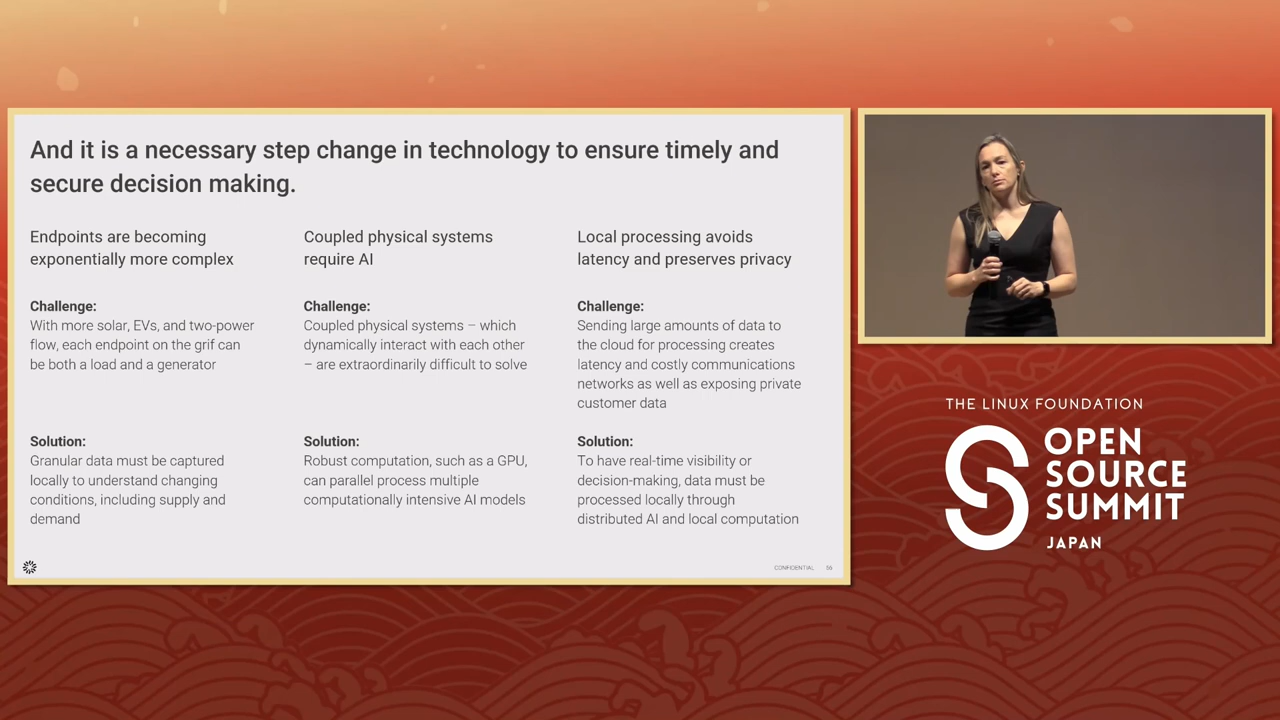 And it is a necessary step change in technology to ensure timely and
secure decision making.
Endpoints are becoming
exponentially more complex
Challenge:
With more solar, EVs, and two-power
flow, each endpoint on the grif can
be both a load and a generator
Solution:
Granular data must be captured
locally to understand changing
conditions, including supply and
demand
Coupled physical systems
require AI
Challenge:
Coupled physical systems – which
dynamically interact with each other
– are extraordinarily difficult to solve
Solution:
Robust computation, such as a GPU,
can parallel process multiple
computationally intensive AI models
Local processing avoids
latency and preserves privacy
Challenge:
Sending large amounts of data to
the cloud for processing creates
latency and costly communications
networks as well as exposing private
customer data
Solution:
To have real-time visibility or
decision-making, data must be
processed locally through
distributed AI and local computation
CONFIDENTIAL 56
THE LINUX FOUNDATION
OPEN
SOURCE
SUMMIT
JAPAN